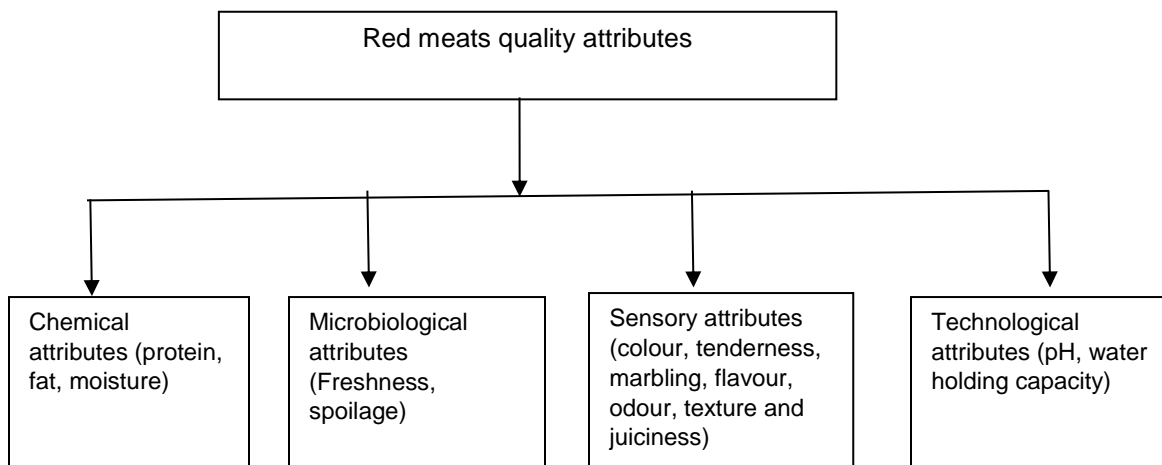 Red meats quality attributes
Chemical
attributes (protein,
fat, moisture)
Microbiological
attributes
(Freshness,
spoilage)
Sensory attributes
(colour, tenderness,
marbling, flavour,
odour, texture and
juiciness)
Technological
attributes (pH, water
holding capacity)